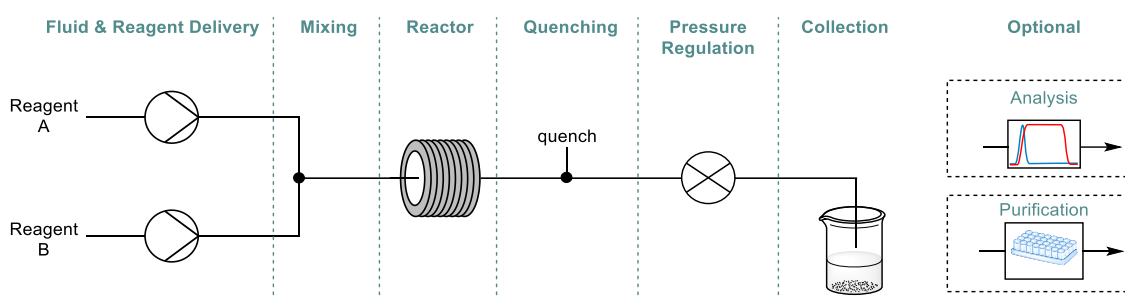 Fluid & Reagent Delivery
Mixing
Reactor
Quenching
Pressure
Regulation
Collection
Optional
Reagent
A
Reagent
B
quench
Analysis
Purification